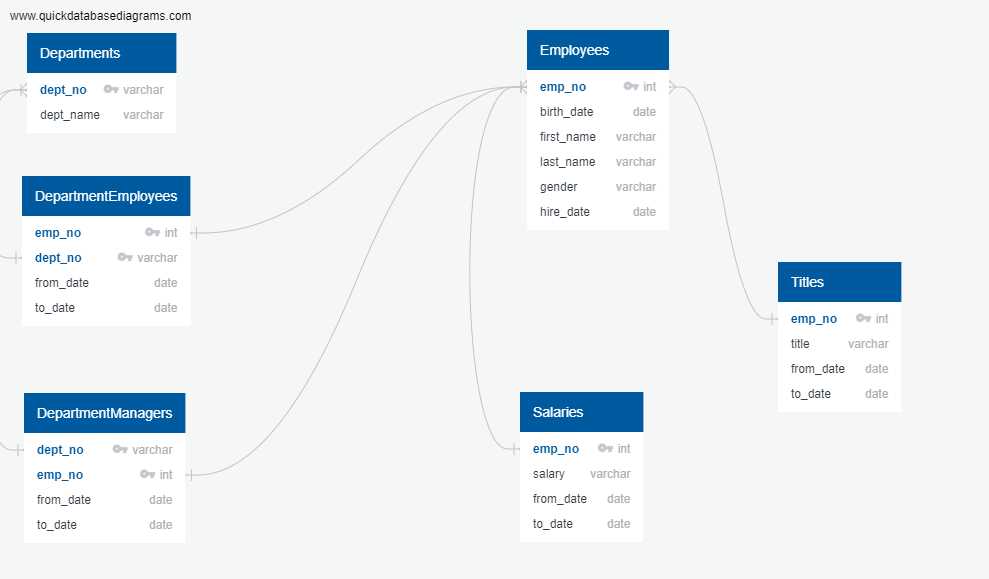 www.quickdatabasediagrams.com
Departments
dept_no varchar
dept_name varchar
DepartmentEmployees
emp_no int
dept_no varchar
from_date date
to_date date
DepartmentManagers
dept_no varchar
emp_no int
from_date date
to_date date
Employees
emp_no int
birth_date date
first_name varchar
last_name varchar
gender varchar
hire_date date
Salaries
emp_no int
salary varchar
from_date date
to_date date
Titles
emp_no int
title varchar
from_date date
to_date date